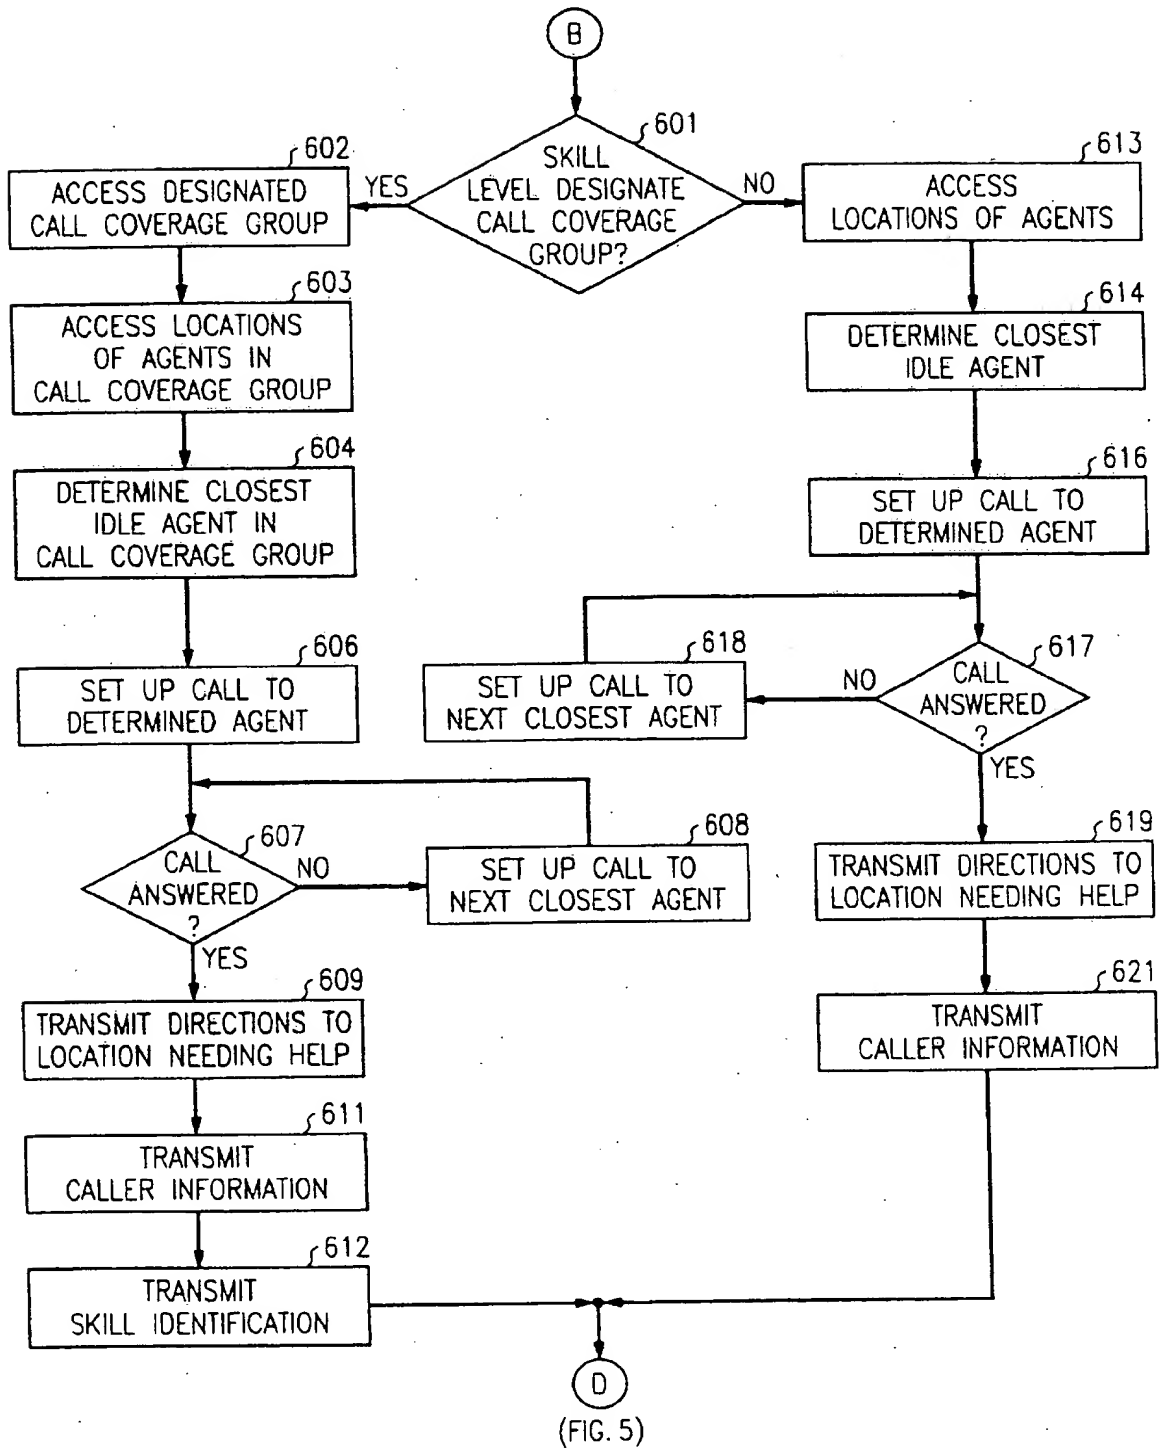 B
601
SKILL
LEVEL DESIGNATE
CALL COVERAGE
GROUP?
YES
NO
602
ACCESS DESIGNATED
CALL COVERAGE GROUP
603
ACCESS LOCATIONS
OF AGENTS IN
CALL COVERAGE GROUP
604
DETERMINE CLOSEST
IDLE AGENT IN
CALL COVERAGE GROUP
606
SET UP CALL TO
DETERMINED AGENT
607
CALL
ANSWERED
?
NO
YES
608
SET UP CALL TO
NEXT CLOSEST AGENT
609
TRANSMIT DIRECTIONS TO
LOCATION NEEDING HELP
611
TRANSMIT
CALLER INFORMATION
612
TRANSMIT
SKILL IDENTIFICATION
613
ACCESS
LOCATIONS OF AGENTS
614
DETERMINE CLOSEST
IDLE AGENT
616
SET UP CALL TO
DETERMINED AGENT
617
CALL
ANSWERED
?
NO
YES
618
SET UP CALL TO
NEXT CLOSEST AGENT
619
TRANSMIT DIRECTIONS TO
LOCATION NEEDING HELP
621
TRANSMIT
CALLER INFORMATION
D
(FIG. 5)